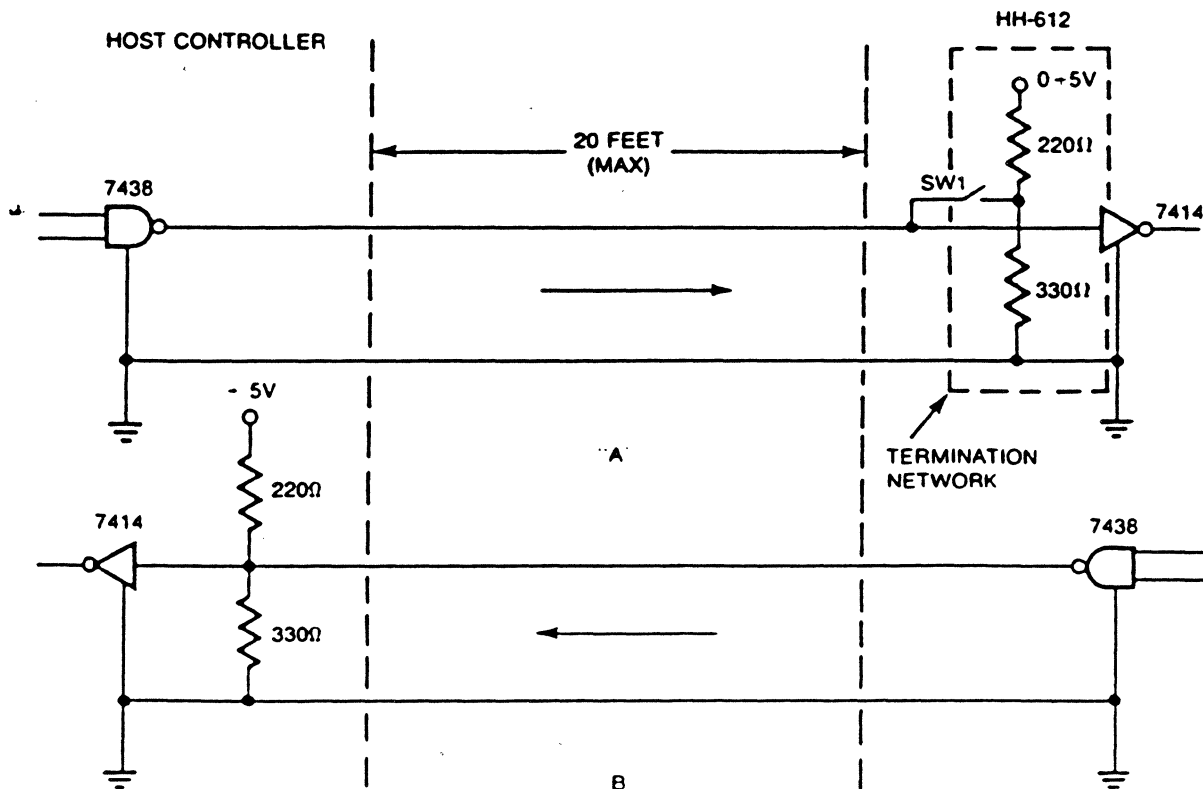 HH-612
HOST CONTROLLER
0 +5V
20 FEET
(MAX)
220Ω
7438
SW1
7414
330Ω
- 5V
A
TERMINATION
NETWORK
220Ω
7414
7438
330Ω
B